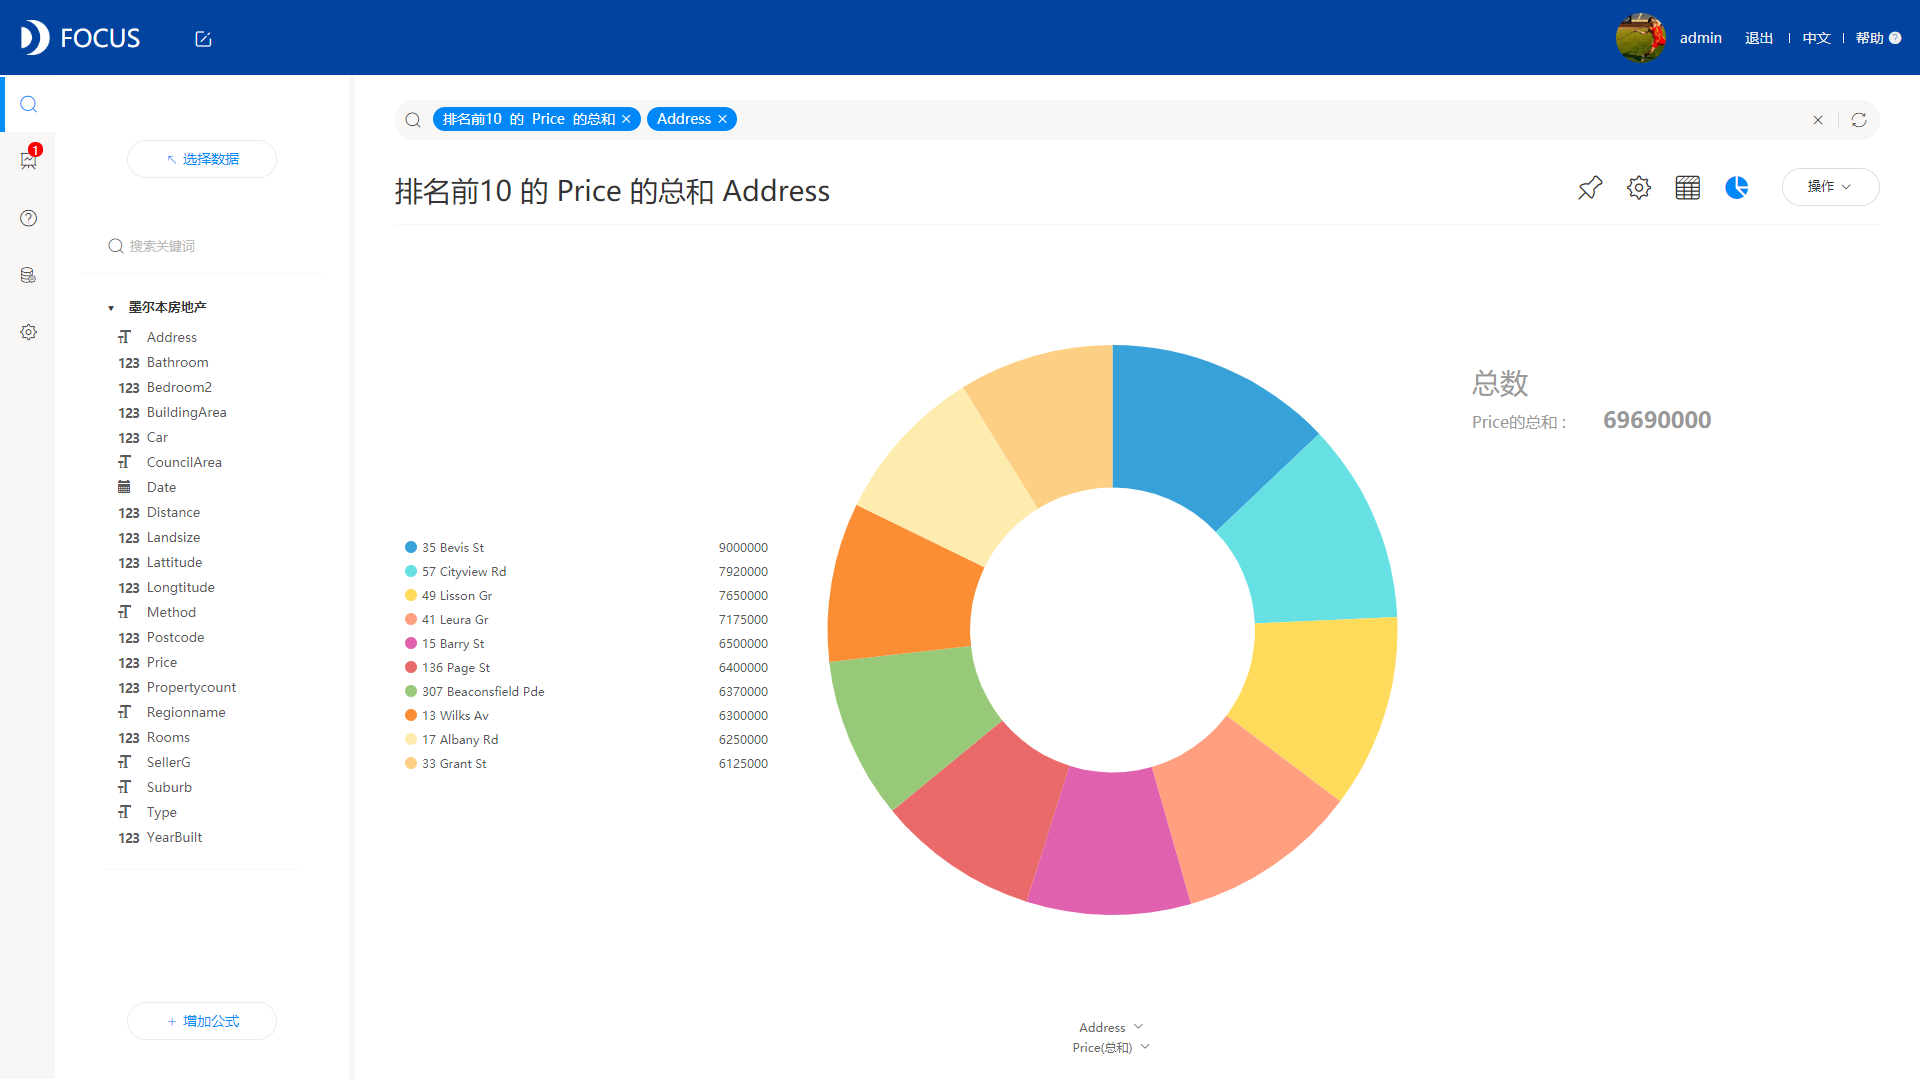 FOCUS
admin 退出 中文 帮助 ?
1
选择数据
搜索关键词
墨尔本房地产
Address
123 Bathroom
123 Bedroom2
123 BuildingArea
123 Car
CouncilArea
Date
123 Distance
123 Landsize
123 Lattitude
123 Longtitude
Method
123 Postcode
123 Price
123 Propertycount
Regionname
123 Rooms
SellerG
Suburb
Type
123 YearBuilt
+ 增加公式
排名前10 的 Price 的总和 × Address ×
排名前10 的 Price 的总和 Address
操作
35 Bevis St 9000000
57 Cityview Rd 7920000
49 Lisson Gr 7650000
41 Leura Gr 7175000
15 Barry St 6500000
136 Page St 6400000
307 Beaconsfield Pde 6370000
13 Wilks Av 6300000
17 Albany Rd 6250000
33 Grant St 6125000
总数
Price的总和 : 69690000
Address
Price(总和)